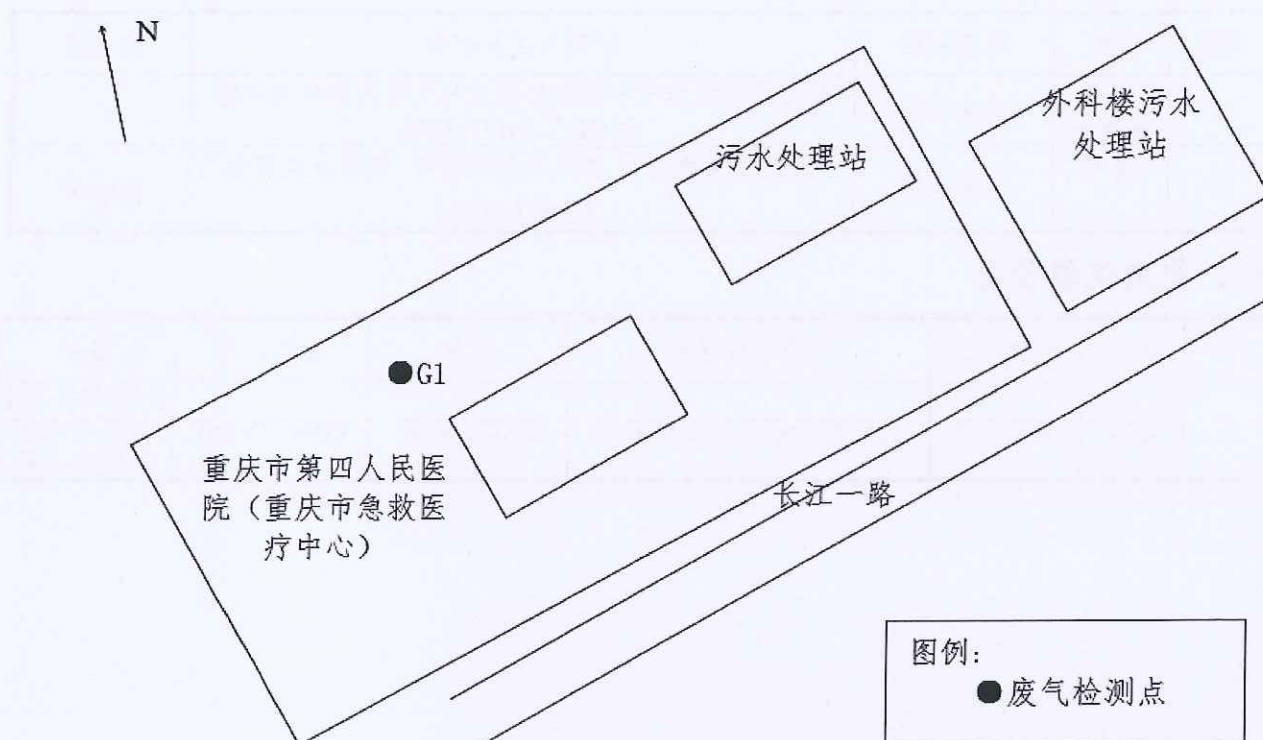 N
外科楼污水
处理站
污水处理站
●G1
重庆市第四人民医
院（重庆市急救医
疗中心）
长江一路
图例：
●废气检测点